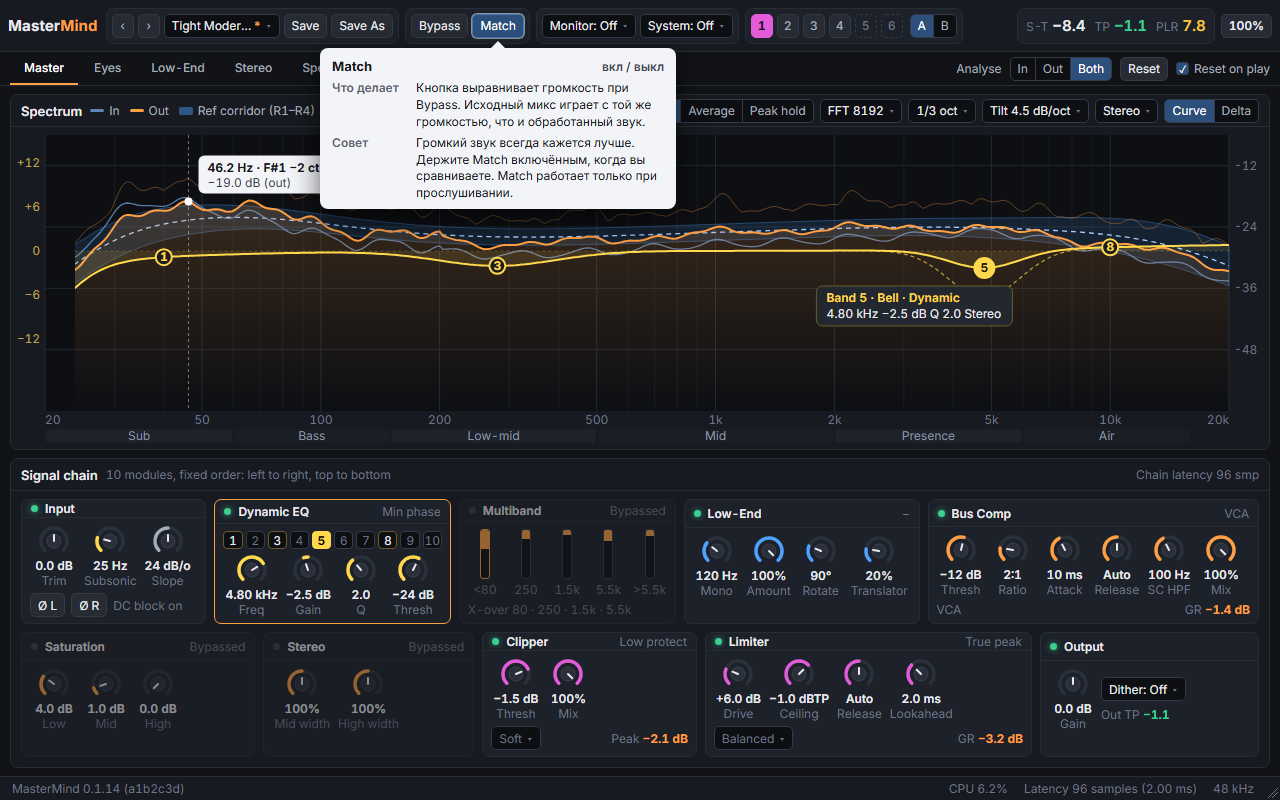 MasterMind ‹ › Tight Moder... * Save Save As Bypass Match Monitor: Off System: Off 1 2 3 4 5 6 A B S-T −8.4 TP −1.1 PLR 7.8 100%
Master Eyes Low-End Stereo Analyse In Out Both Reset Reset on play
Match вкл / выкл
Что делает Кнопка выравнивает громкость при
Bypass. Исходный микс играет с той же
громкостью, что и обработанный звук.
Совет Громкий звук всегда кажется лучше.
Держите Match включённым, когда вы
сравниваете. Match работает только при
прослушивании.
Spectrum In Out Ref corridor (R1–R4) Average Peak hold FFT 8192 1/3 oct Tilt 4.5 dB/oct Stereo Curve Delta
46.2 Hz · F#1 −2 ct
−19.0 dB (out)
+12 −12
+6 −24
0
−6 −36
−12 −48
1 3 5 8
Band 5 · Bell · Dynamic
4.80 kHz −2.5 dB Q 2.0 Stereo
20 50 100 200 500 1k 2k 5k 10k 20k
Sub Bass Low-mid Mid Presence Air
Signal chain 10 modules, fixed order: left to right, top to bottom Chain latency 96 smp
Input
0.0 dB 25 Hz 24 dB/o
Trim Subsonic Slope
Ø L Ø R DC block on
Dynamic EQ Min phase
1 2 3 4 5 6 7 8 9 10
4.80 kHz −2.5 dB 2.0 −24 dB
Freq Gain Q Thresh
Multiband Bypassed
<80 250 1.5k 5.5k >5.5k
X-over 80 · 250 · 1.5k · 5.5k
Low-End –
120 Hz 100% 90° 20%
Mono Amount Rotate Translator
Bus Comp VCA
−12 dB 2:1 10 ms Auto 100 Hz 100%
Thresh Ratio Attack Release SC HPF Mix
VCA GR −1.4 dB
Saturation Bypassed
4.0 dB 1.0 dB 0.0 dB
Low Mid High
Stereo Bypassed
100% 100%
Mid width High width
Clipper Low protect
−1.5 dB 100%
Thresh Mix
Soft Peak −2.1 dB
Limiter True peak
+6.0 dB −1.0 dBTP Auto 2.0 ms
Drive Ceiling Release Lookahead
Balanced GR −3.2 dB
Output
Dither: Off
0.0 dB Out TP −1.1
Gain
MasterMind 0.1.14 (a1b2c3d) CPU 6.2% Latency 96 samples (2.00 ms) 48 kHz